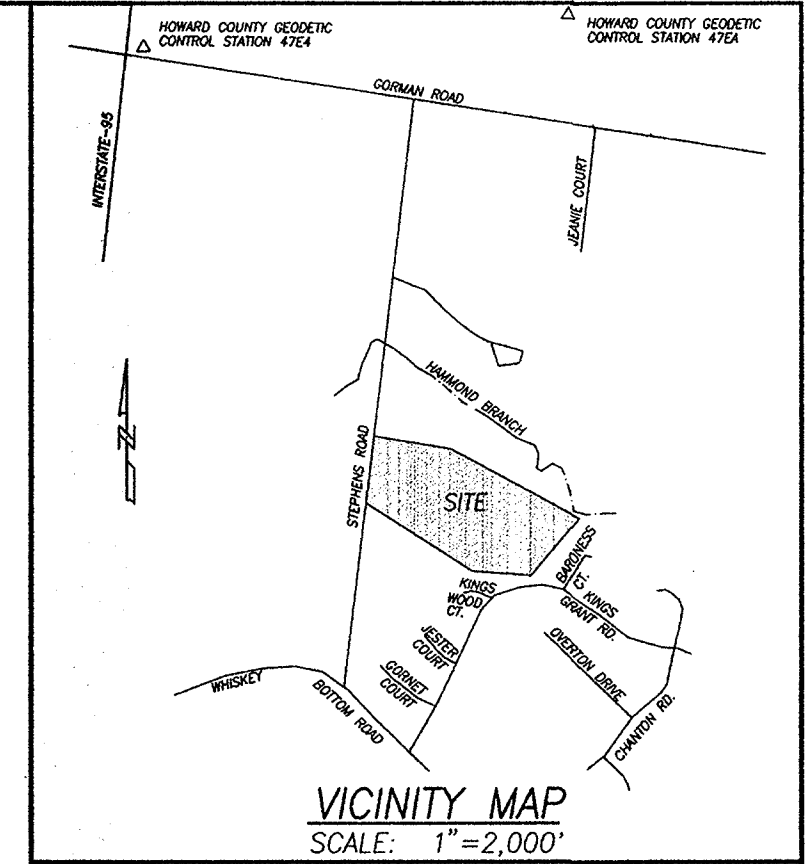 HOWARD COUNTY GEODETIC
CONTROL STATION 47E4
HOWARD COUNTY GEODETIC
CONTROL STATION 47EA
GORMAN ROAD
INTERSTATE-95
JEANIE COURT
HAMMOND BRANCH
N
STEPHENS ROAD
SITE
BARONESS
CT.
KINGS
WOOD
CT.
KINGS
GRANT RD.
JESTER
COURT
OVERTON DRIVE
GORNET
COURT
WHISKEY
BOTTOM ROAD
CHANTON RD.
VICINITY MAP
SCALE: 1"=2,000'